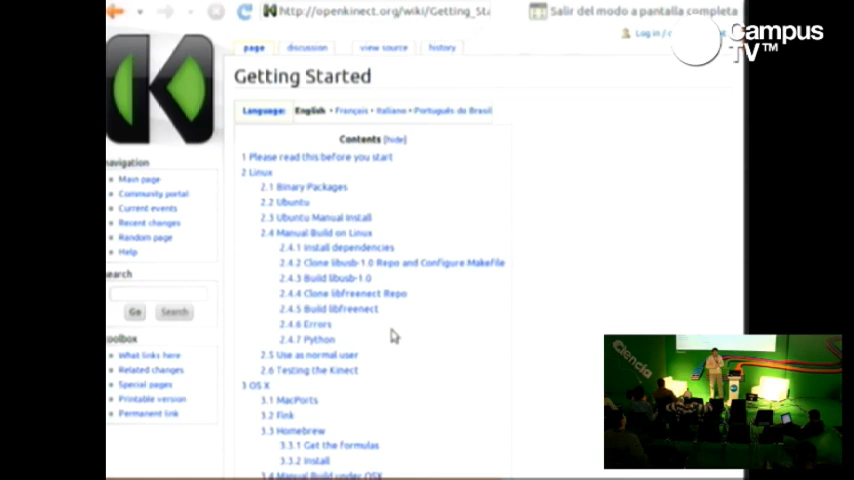 http://openkinect.org/wiki/Getting_Sta
Salir del modo a pantalla completa
Campus
TV™
Log in / c
page
discussion
view source
history
Getting Started
Language:
English • Français • Italiano • Português do Brasil
Contents [hide]
1 Please read this before you start
2 Linux
2.1 Binary Packages
2.2 Ubuntu
2.3 Ubuntu Manual Install
2.4 Manual Build on Linux
2.4.1 Install dependencies
2.4.2 Clone libusb-1.0 Repo and Configure Makefile
2.4.3 Build libusb-1.0
2.4.4 Clone libfreenect Repo
2.4.5 Build libfreenect
2.4.6 Errors
2.4.7 Python
2.5 Use as normal user
2.6 Testing the Kinect
3 OS X
3.1 MacPorts
3.2 Fink
3.3 Homebrew
3.3.1 Get the formulas
3.3.2 Install
3.4 Manual Build under OSX
navigation
Main page
Community portal
Current events
Recent changes
Random page
Help
search
Go
Search
toolbox
What links here
Related changes
Special pages
Printable version
Permanent link
Ciencia